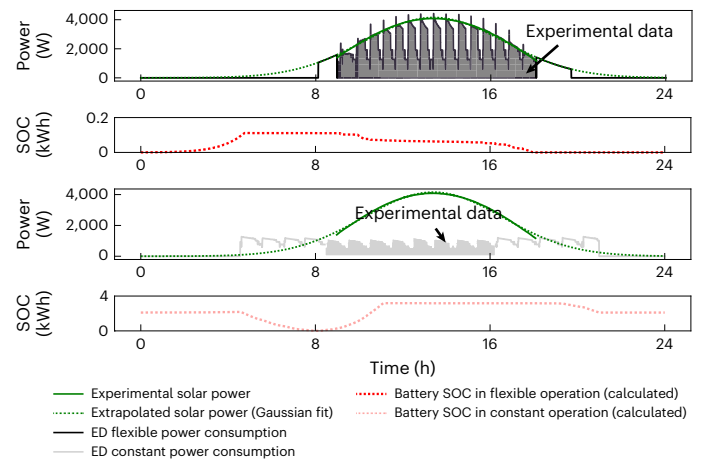 Power
(W)
4,000
2,000
0
Experimental data
0
8
16
24
SOC
(kWh)
0.2
0
0
8
16
24
Power
(W)
4,000
2,000
0
Experimental data
0
8
16
24
SOC
(kWh)
4
0
0
8
16
24
Time (h)
Experimental solar power
Extrapolated solar power (Gaussian fit)
ED flexible power consumption
ED constant power consumption
Battery SOC in flexible operation (calculated)
Battery SOC in constant operation (calculated)